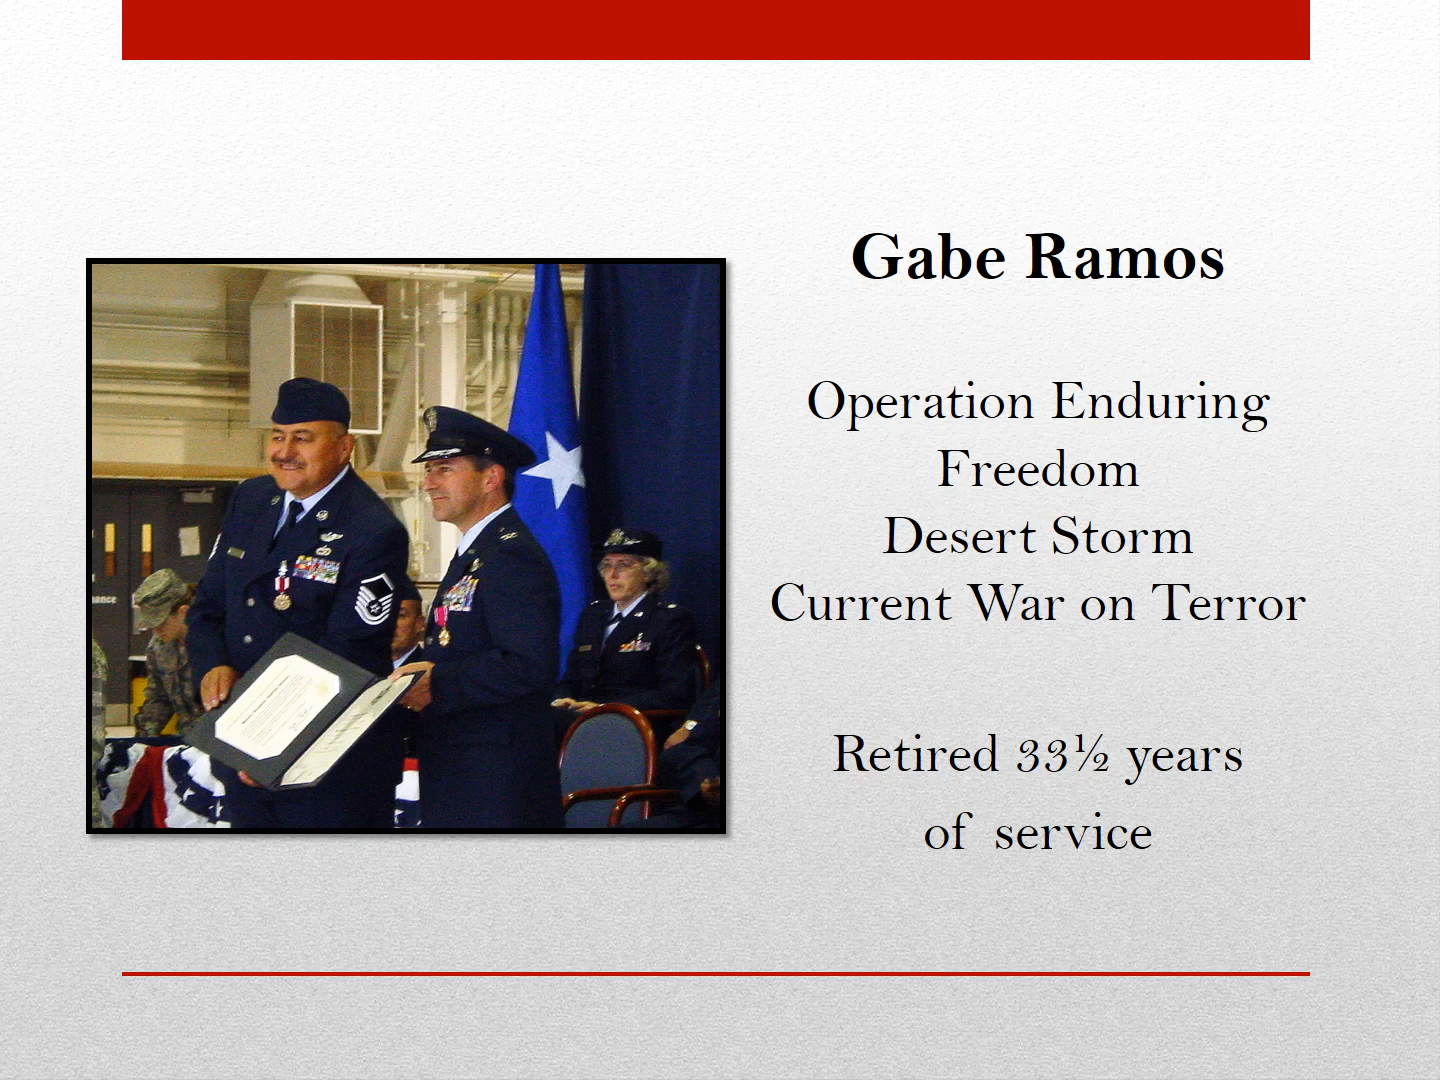 Gabe Ramos
Operation Enduring
Freedom
Desert Storm
Current War on Terror
Retired 33½ years
of service